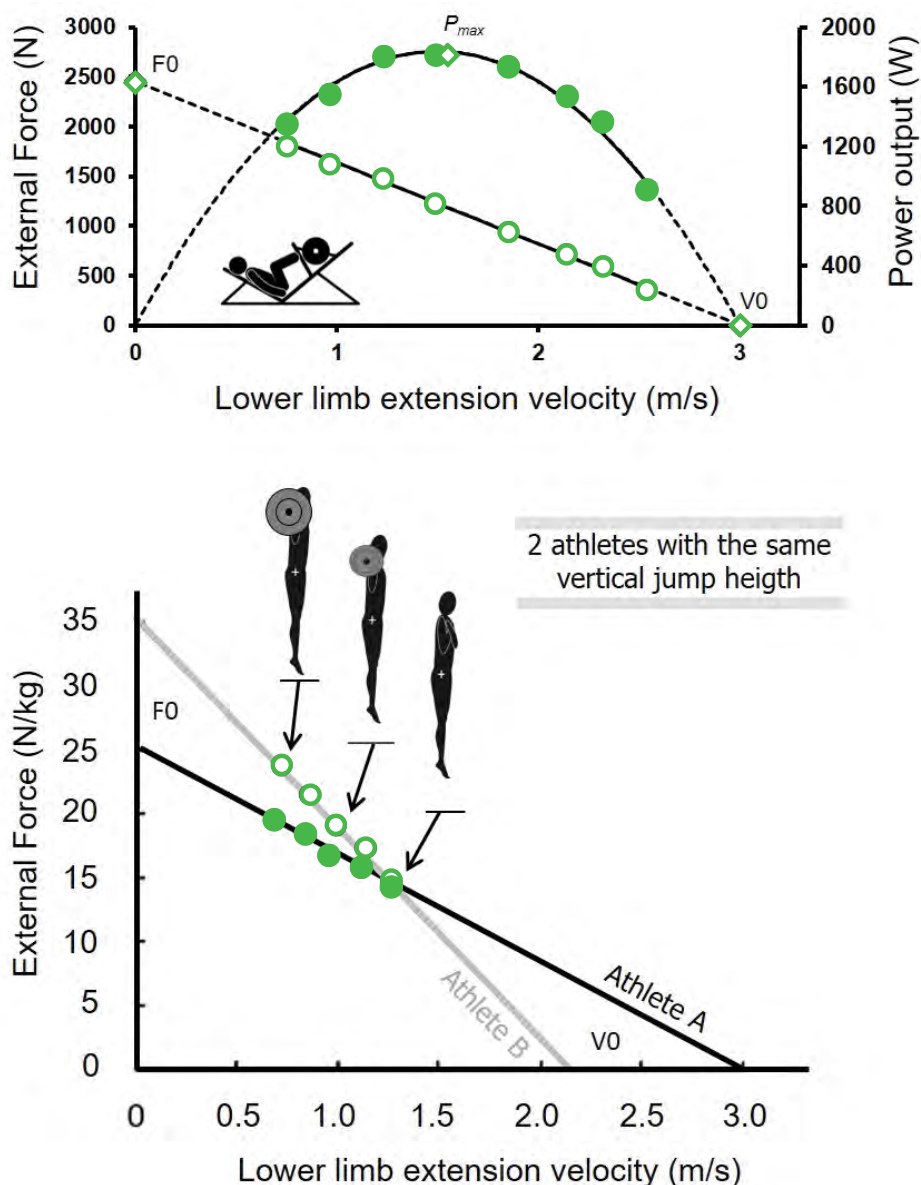 External Force (N)
3000
2500
2000
1500
1000
500
0
F0
Pmax
V0
2000
1600
1200
800
400
0
Power output (W)
0 1 2 3
Lower limb extension velocity (m/s)
2 athletes with the same
vertical jump heigth
External Force (N/kg)
35
30
25
20
15
10
5
0
F0
Athlete A
Athlete B
V0
0 0.5 1.0 1.5 2.0 2.5 3.0
Lower limb extension velocity (m/s)